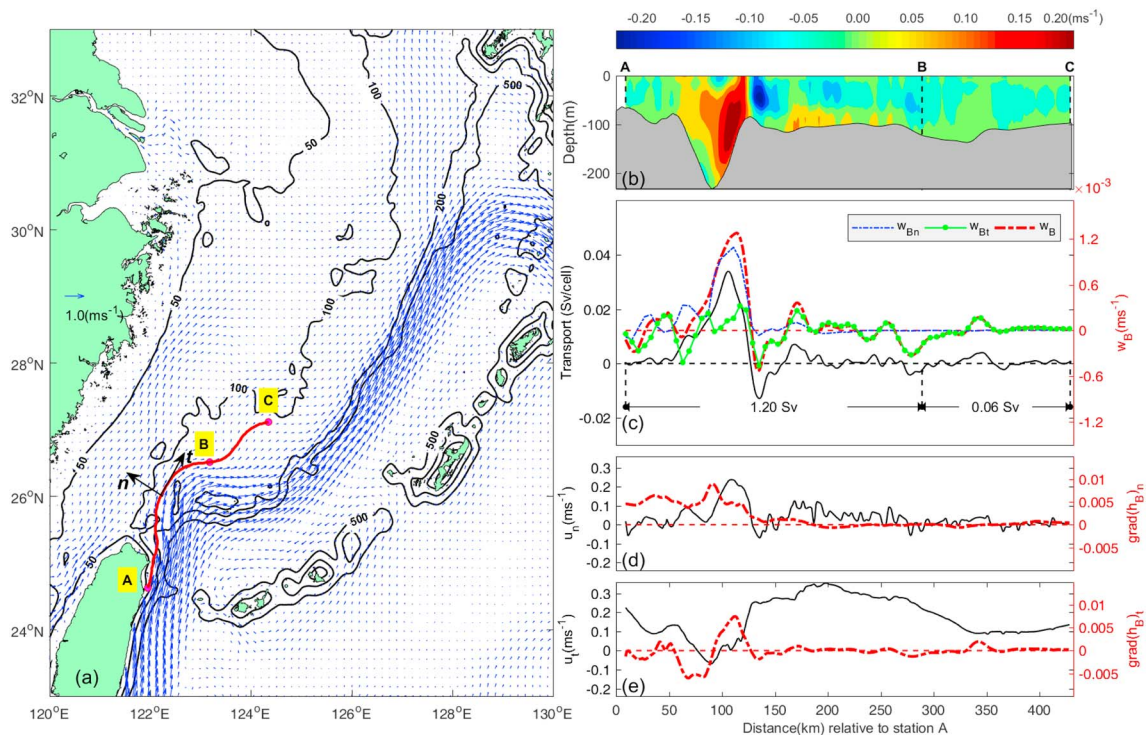 32°N
30°N
28°N
26°N
24°N
120°E
122°E
124°E
126°E
128°E
130°E
50
100
500
200
50
100
50
1.0(ms⁻¹)
100
50
500
500
C
B
A
t
n
(a)
-0.20 -0.15 -0.10 -0.05 0.00 0.05 0.10 0.15 0.20(ms⁻¹)
A B C
Depth(m)
0
-100
-200
(b)
×10⁻³
Transport (Sv/cell)
0.04
0.02
0
-0.02
w_Bn w_Bt w_B
1.2
0.6
0
-0.6
-1.2
w_B(ms⁻¹)
1.20 Sv 0.06 Sv
(c)
u_n(ms⁻¹)
0.3
0.2
0.1
0
-0.1
(d)
0.01
0.005
0
-0.005
grad(h_B)_n
u_t(ms⁻¹)
0.3
0.2
0.1
0
-0.1
-0.2
(e)
0.01
0.005
0
-0.005
grad(h_B)_t
0 50 100 150 200 250 300 350 400
Distance(km) relative to station A